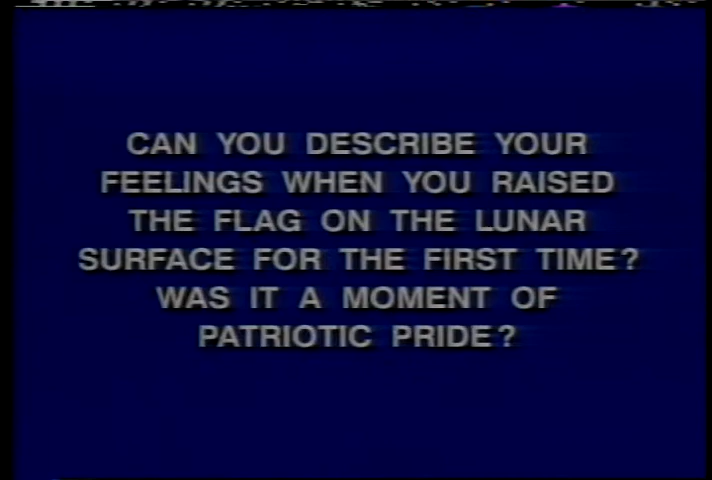 CAN YOU DESCRIBE YOUR
FEELINGS WHEN YOU RAISED
THE FLAG ON THE LUNAR
SURFACE FOR THE FIRST TIME?
WAS IT A MOMENT OF
PATRIOTIC PRIDE?